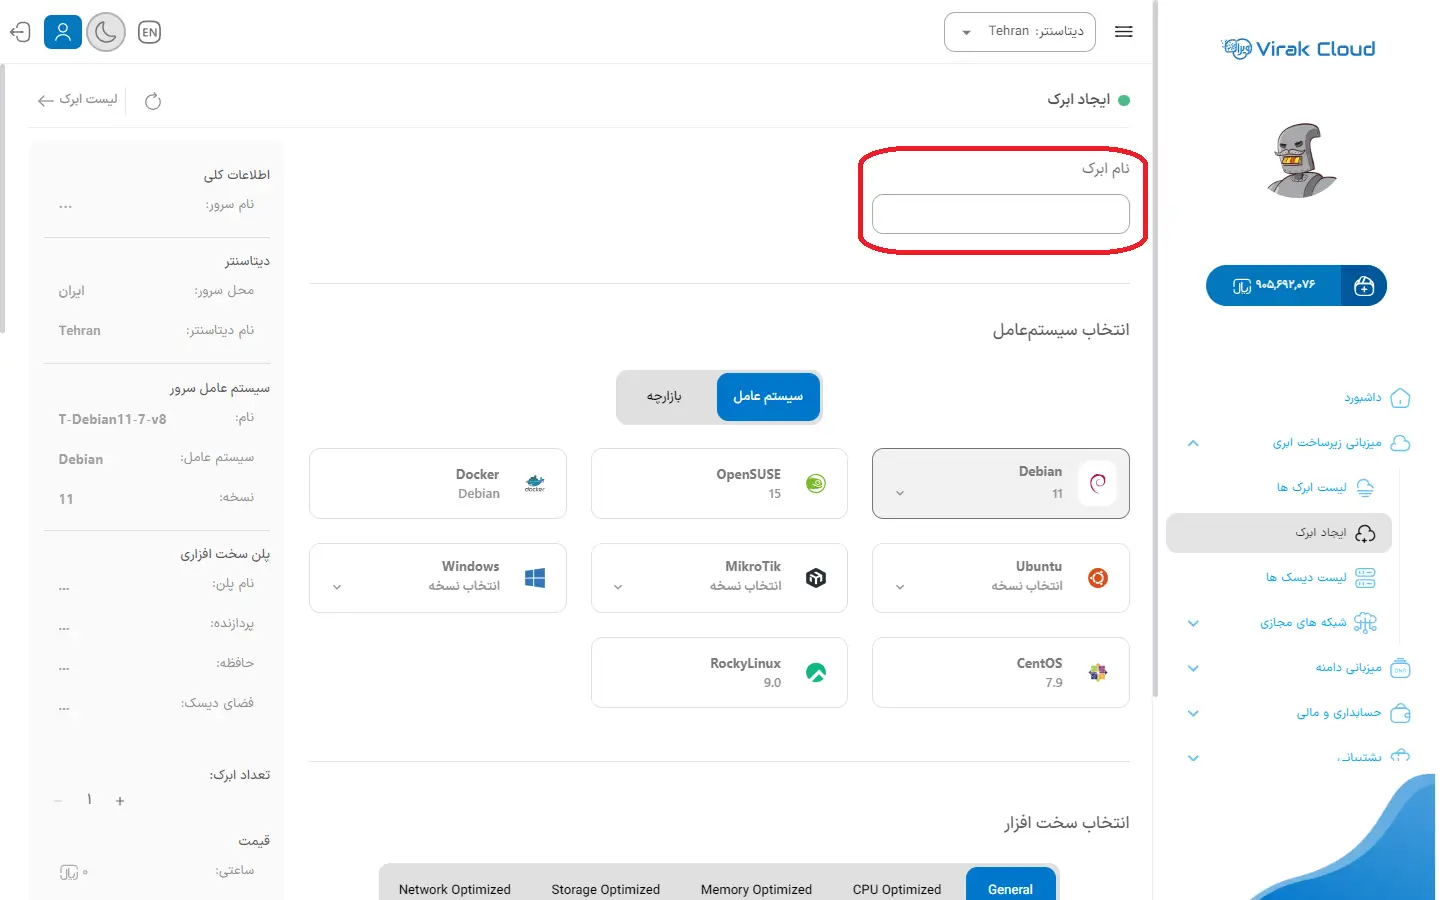 EN
دیتاسنتر: Tehran
Virak Cloud
لیست ابرک
ایجاد ابرک
نام ابرک
۹۰۵,۶۹۲,۰۷۶ ریال
داشبورد
میزبانی زیرساخت ابری
لیست ابرک ها
ایجاد ابرک
لیست دیسک ها
شبکه های مجازی
میزبانی دامنه
حسابداری و مالی
پشتیبانی
انتخاب سیستم‌عامل
سیستم عامل
بازارچه
Debian
11
OpenSUSE
15
Docker
Debian
docker
Ubuntu
انتخاب نسخه
MikroTik
انتخاب نسخه
Windows
انتخاب نسخه
CentOS
7.9
RockyLinux
9.0
انتخاب سخت افزار
General
CPU Optimized
Memory Optimized
Storage Optimized
Network Optimized
اطلاعات کلی
نام سرور: ...
دیتاسنتر
محل سرور: ایران
نام دیتاسنتر: Tehran
سیستم عامل سرور
نام: T-Debian11-7-v8
سیستم عامل: Debian
نسخه: 11
پلن سخت افزاری
نام پلن: ...
پردازنده: ...
حافظه: ...
فضای دیسک: ...
تعداد ابرک:
+ ۱ −
قیمت
ساعتی: ۰ ریال